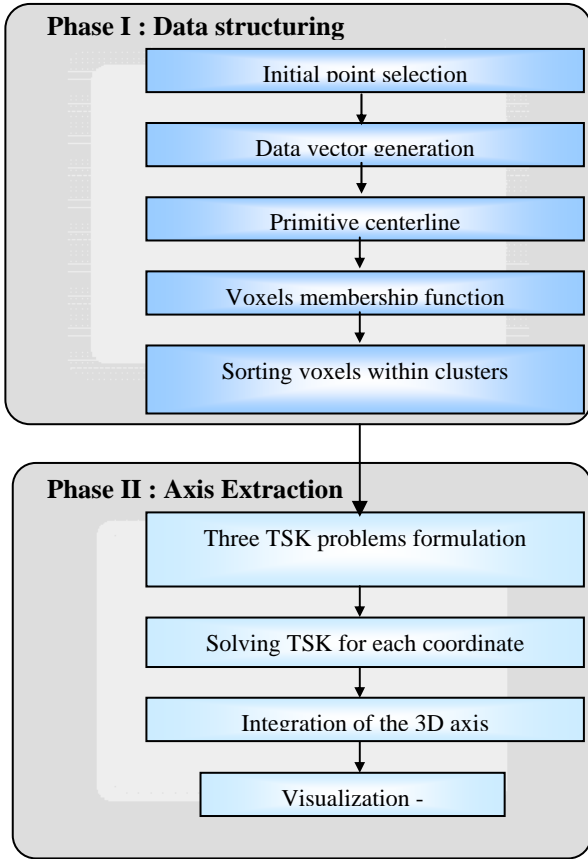 Phase I : Data structuring
Initial point selection
Data vector generation
Primitive centerline
Voxels membership function
Sorting voxels within clusters
Phase II : Axis Extraction
Three TSK problems formulation
Solving TSK for each coordinate
Integration of the 3D axis
Visualization -